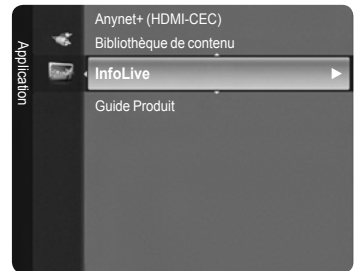 Application
Anynet+ (HDMI-CEC)
Bibliothèque de contenu
InfoLive
Guide Produit